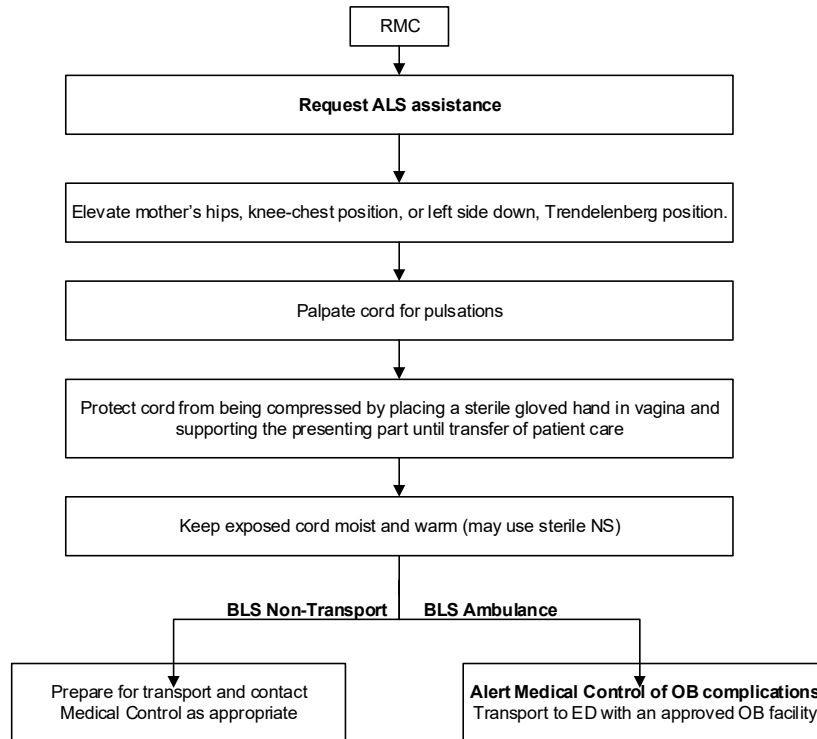 RMC
Request ALS assistance
Elevate mother's hips, knee-chest position, or left side down, Trendelenberg position.
Palpate cord for pulsations
Protect cord from being compressed by placing a sterile gloved hand in vagina and
supporting the presenting part until transfer of patient care
Keep exposed cord moist and warm (may use sterile NS)
BLS Non-Transport
BLS Ambulance
Prepare for transport and contact
Medical Control as appropriate
Alert Medical Control of OB complications
Transport to ED with an approved OB facility